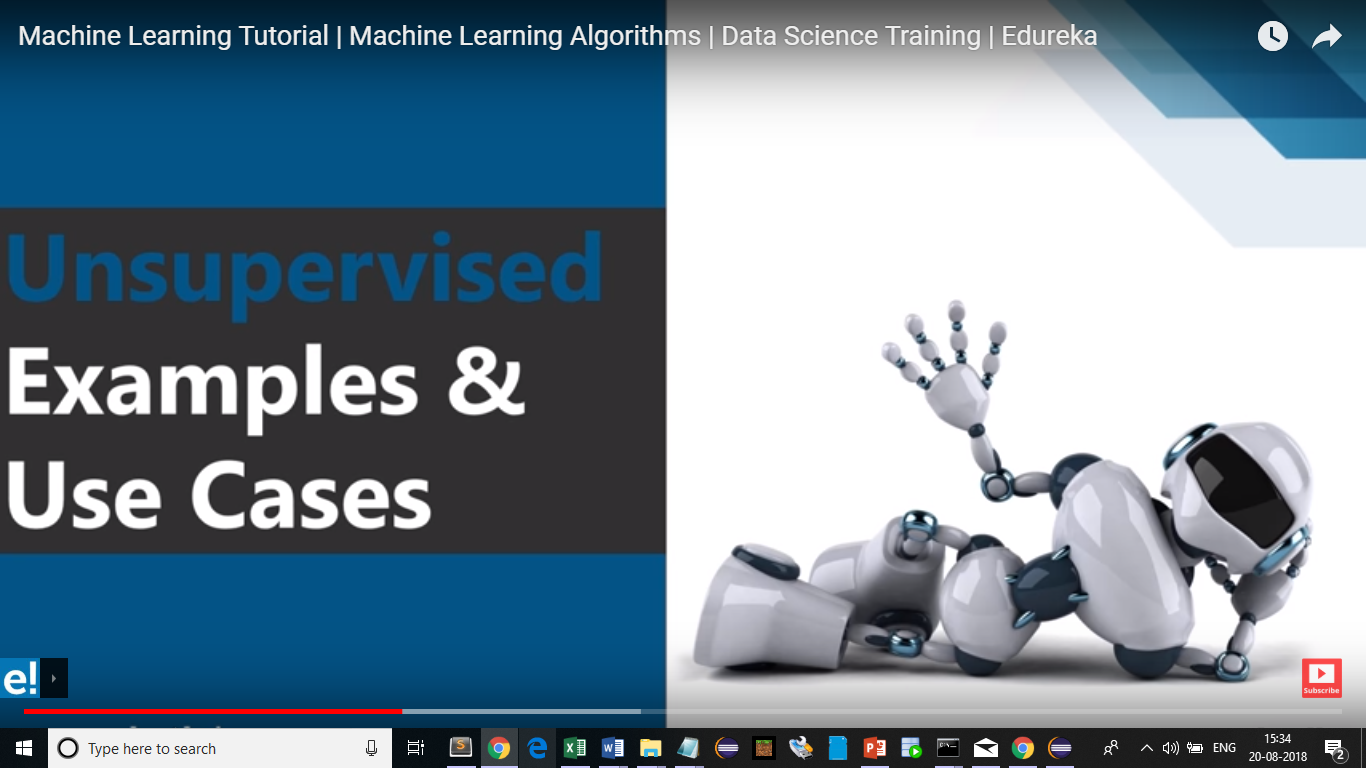 Machine Learning Tutorial | Machine Learning Algorithms | Data Science Training | Edureka
Unsupervised
Examples &
Use Cases
e!
Subscribe
Type here to search
ENG
15:34
20-08-2018
2